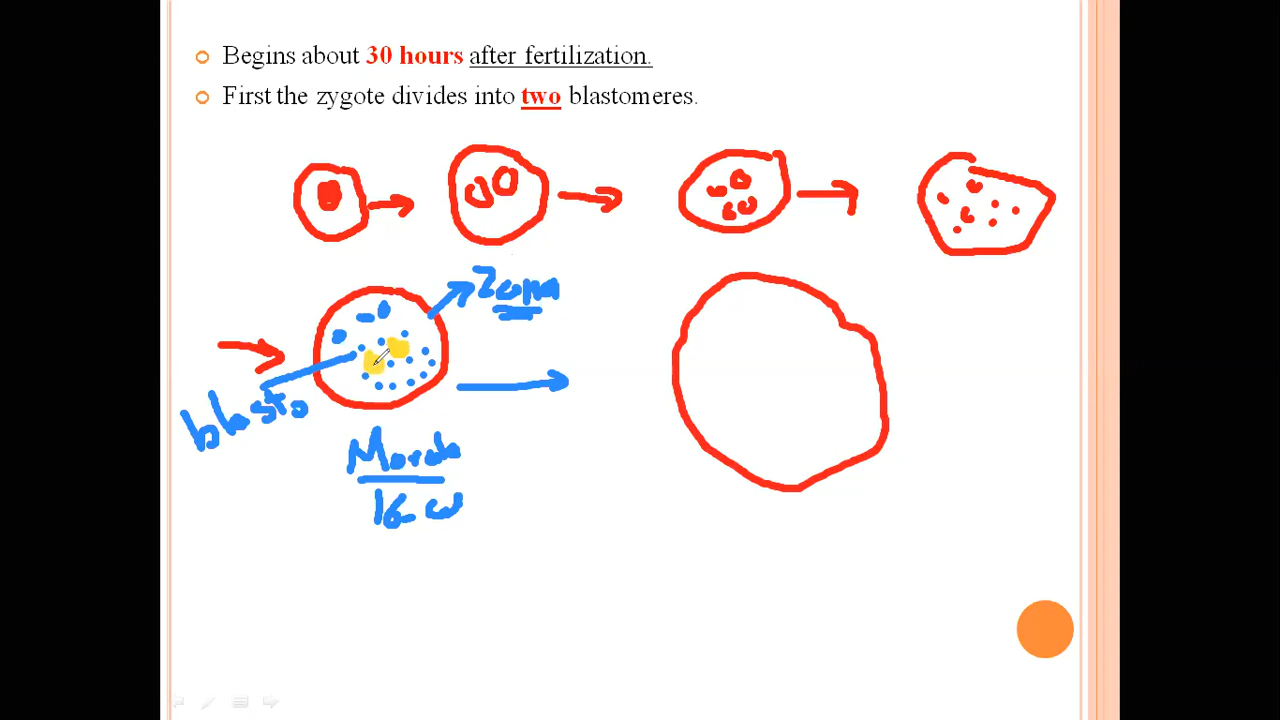 Begins about 30 hours after fertilization.
First the zygote divides into two blastomeres.
Zona
blasto
Morula
16